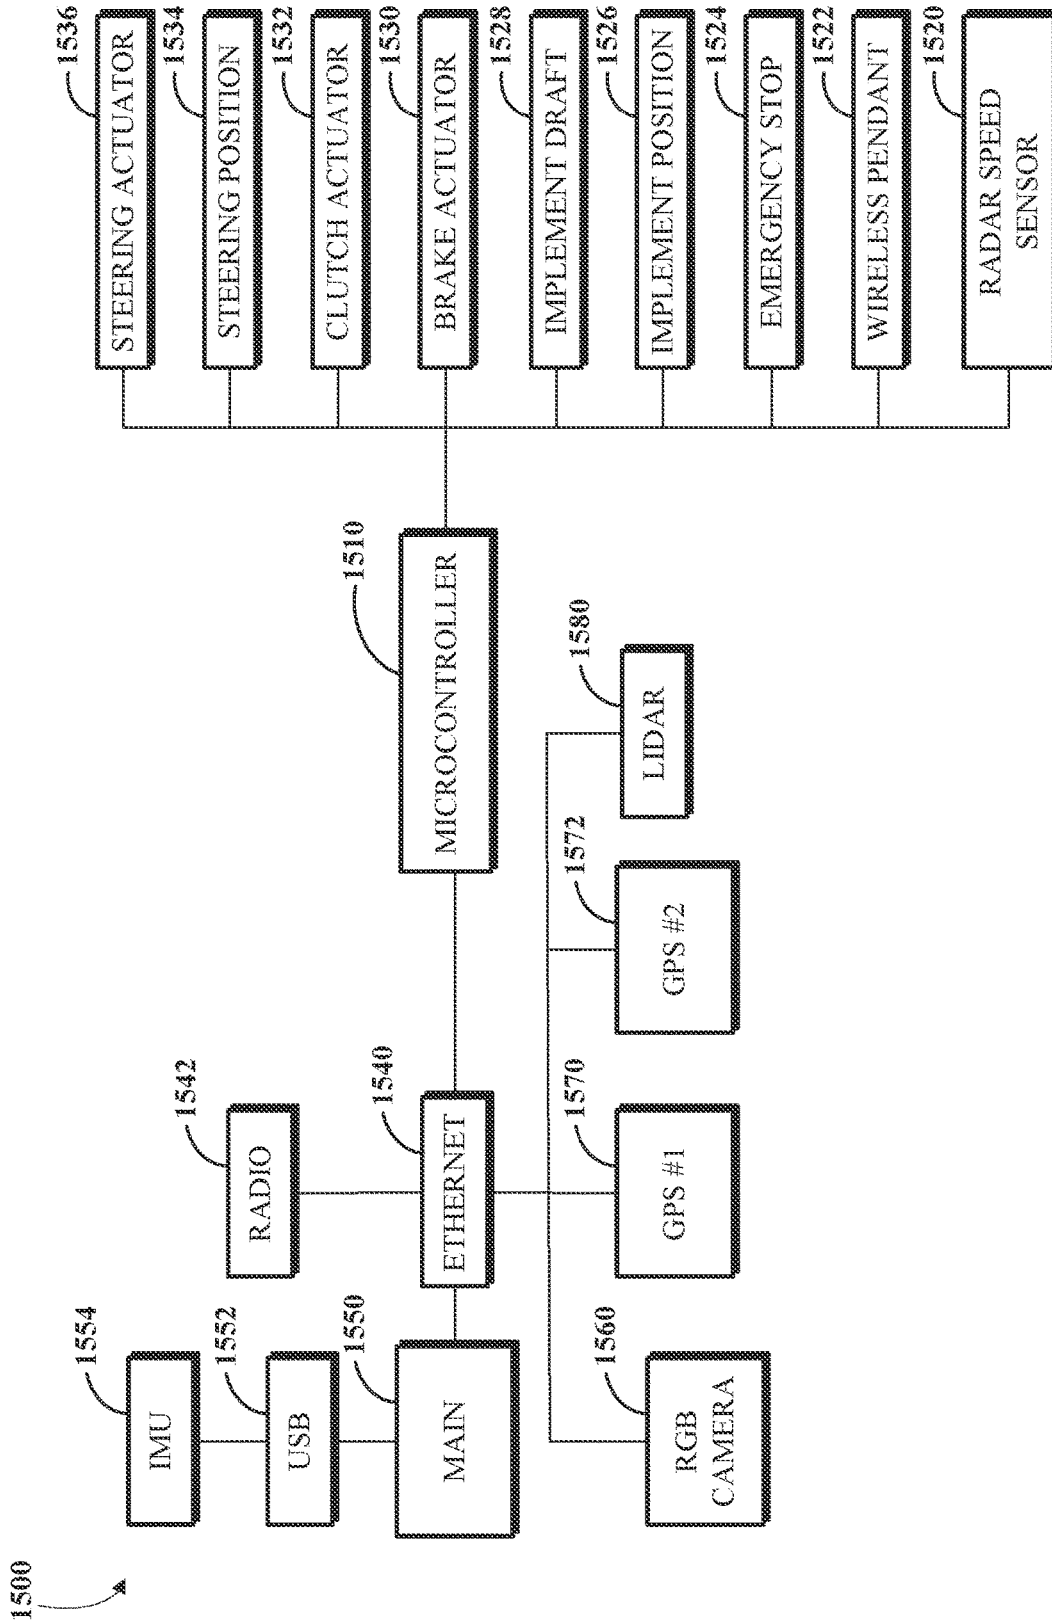 1500
1554
IMU
1552
USB
1550
MAIN
1542
RADIO
1540
ETHERNET
1560
RGB
CAMERA
1570
GPS #1
1572
GPS #2
1580
LIDAR
1510
MICROCONTROLLER
1536
STEERING ACTUATOR
1534
STEERING POSITION
1532
CLUTCH ACTUATOR
1530
BRAKE ACTUATOR
1528
IMPLEMENT DRAFT
1526
IMPLEMENT POSITION
1524
EMERGENCY STOP
1522
WIRELESS PENDANT
1520
RADAR SPEED
SENSOR